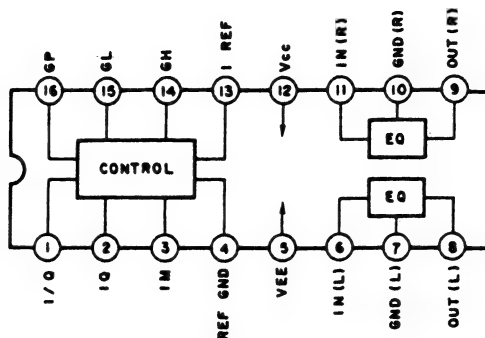 GP
GL
GH
I REF
Vcc
IN(R)
GND(R)
OUT(R)
16
15
14
13
12
11
10
9
CONTROL
EQ
EQ
1
2
3
4
5
6
7
8
I/Q
IQ
IM
REF GND
VEE
IN(L)
GND(L)
OUT(L)